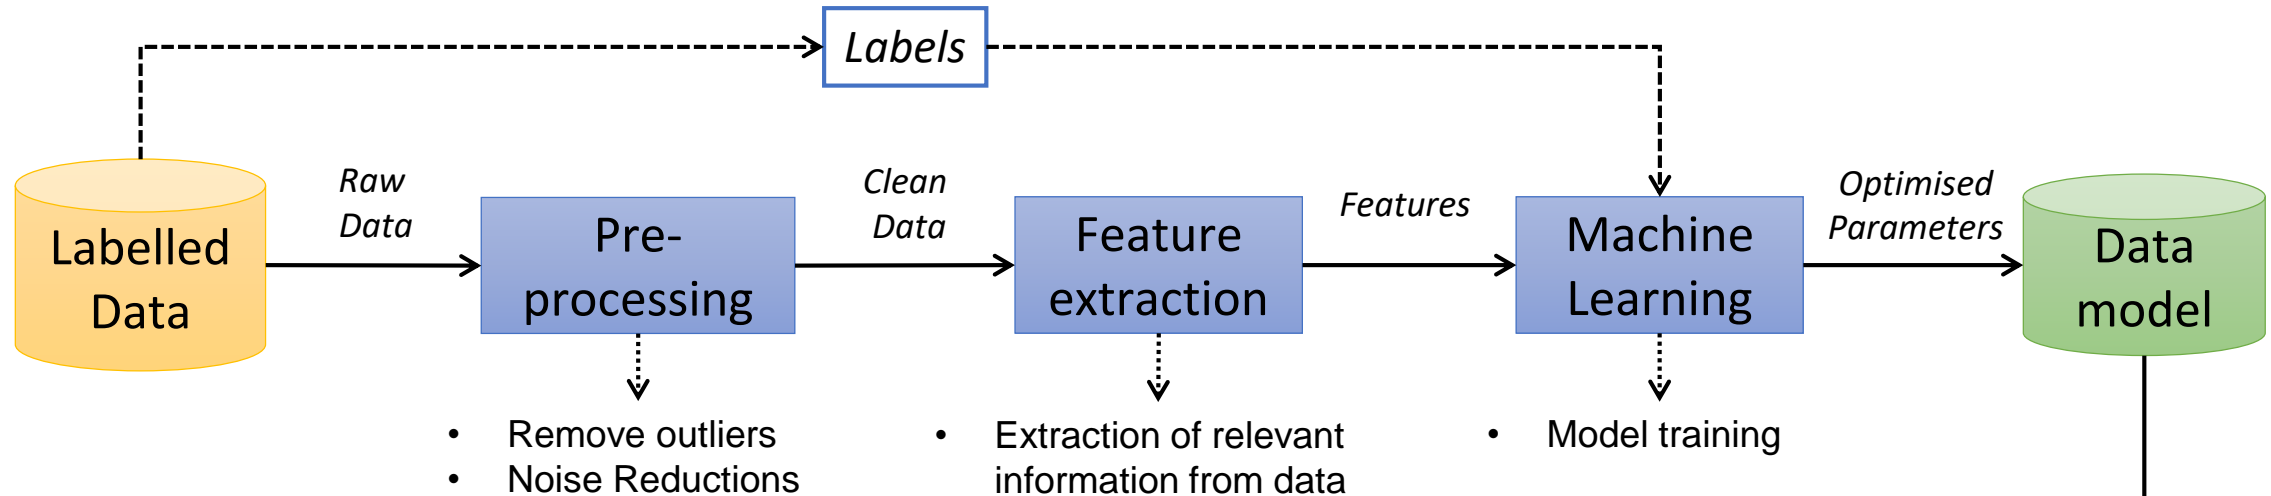 Labels
Labelled
Data
Raw
Data
Pre-
processing
Clean
Data
Feature
extraction
Features
Machine
Learning
Optimised
Parameters
Data
model
• Remove outliers
• Noise Reductions
• Extraction of relevant
information from data
• Model training